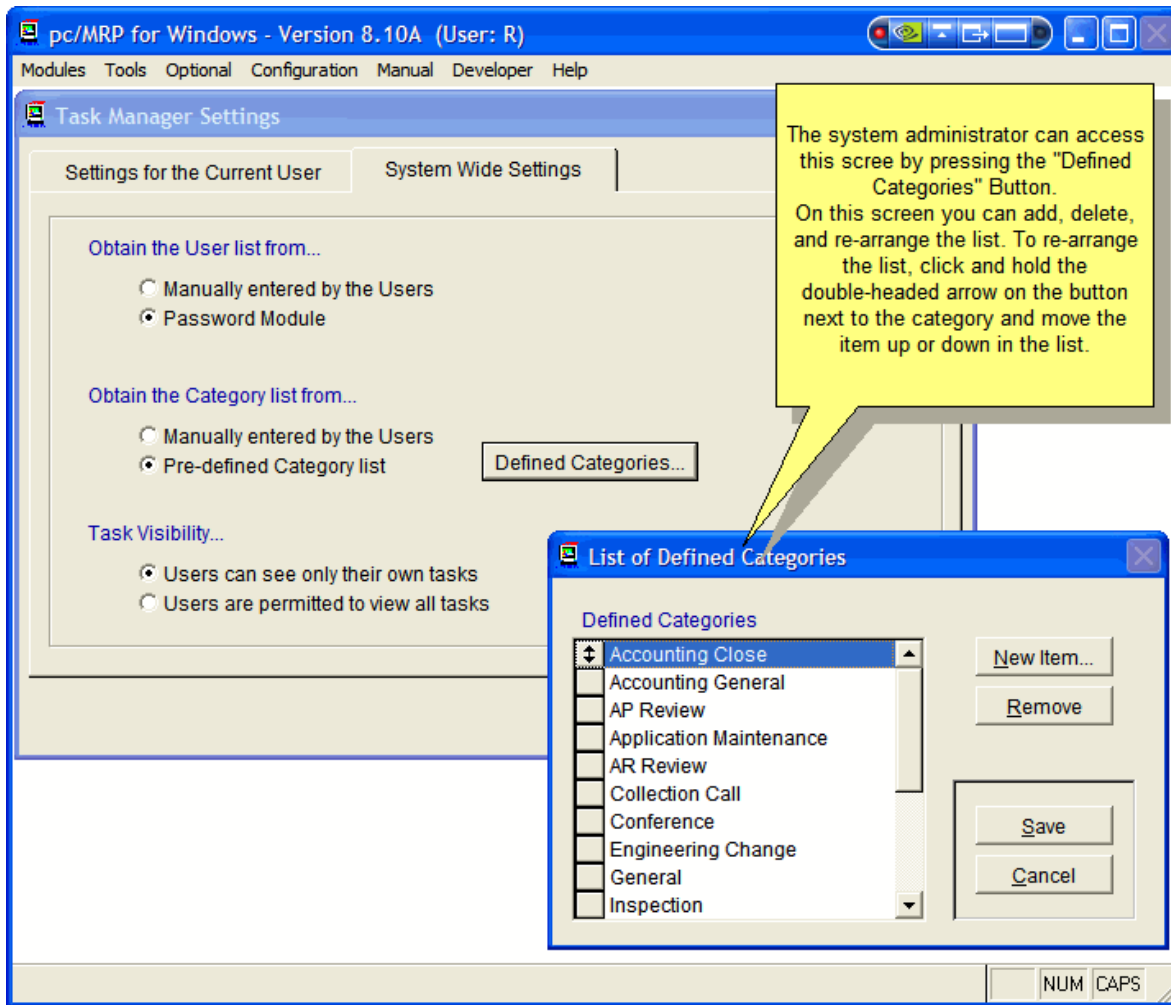 pc/MRP for Windows - Version 8.10A (User: R)
Modules Tools Optional Configuration Manual Developer Help
Task Manager Settings
Settings for the Current User
System Wide Settings
Obtain the User list from...
Manually entered by the Users
Password Module
Obtain the Category list from...
Manually entered by the Users
Pre-defined Category list
Defined Categories...
Task Visibility...
Users can see only their own tasks
Users are permitted to view all tasks
The system administrator can access
this scree by pressing the "Defined
Categories" Button.
On this screen you can add, delete,
and re-arrange the list. To re-arrange
the list, click and hold the
double-headed arrow on the button
next to the category and move the
item up or down in the list.
List of Defined Categories
Defined Categories
Accounting Close
Accounting General
AP Review
Application Maintenance
AR Review
Collection Call
Conference
Engineering Change
General
Inspection
New Item...
Remove
Save
Cancel
NUM CAPS